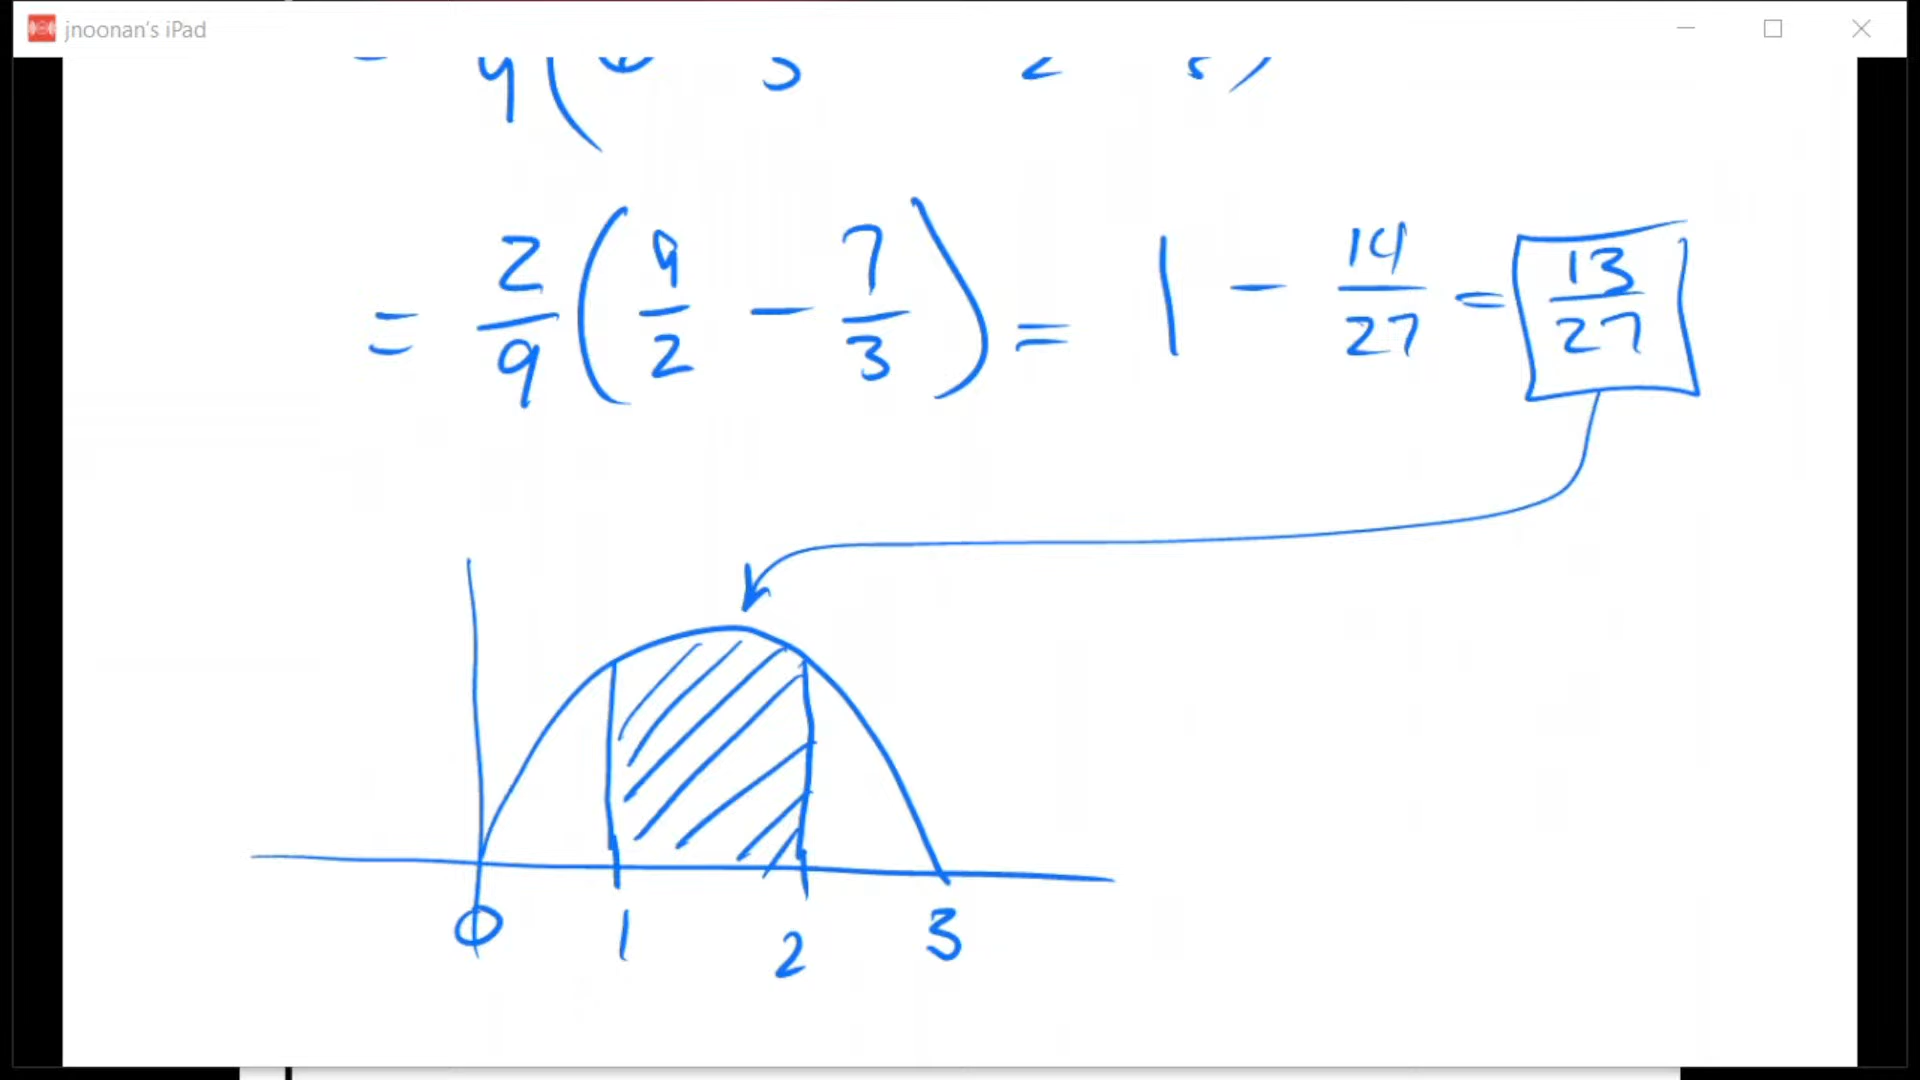 jnoonan's iPad
= 2/9 ( 9/2 - 7/3 ) = 1 - 14/27 = 13/27
0 1 2 3